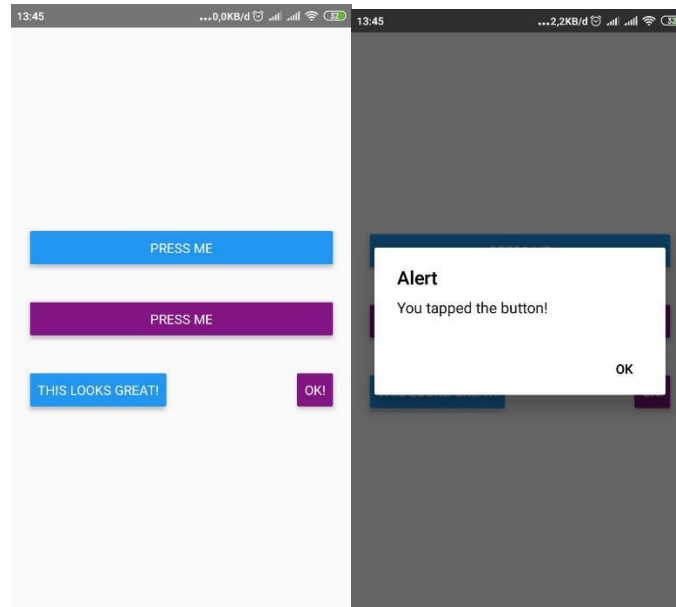 13:45 ...0,0KB/d 32
PRESS ME
PRESS ME
THIS LOOKS GREAT! OK!
13:45 ...2,2KB/d 32
Alert
You tapped the button!
OK